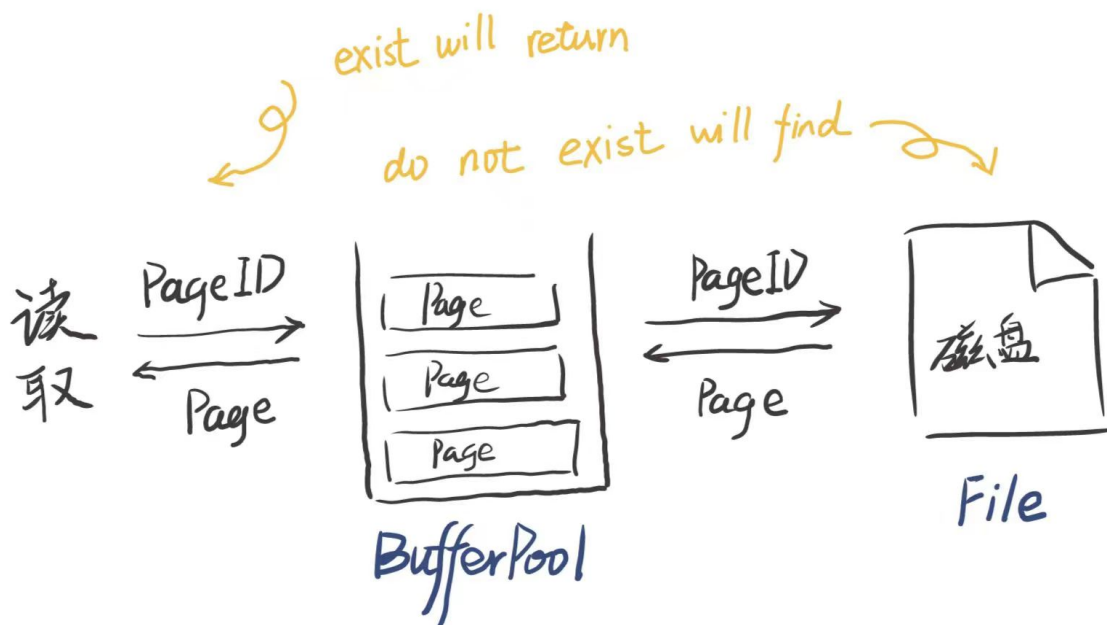 exist will return
do not exist will find
读取
PageID
Page
Page
Page
Page
BufferPool
PageID
Page
磁盘
File